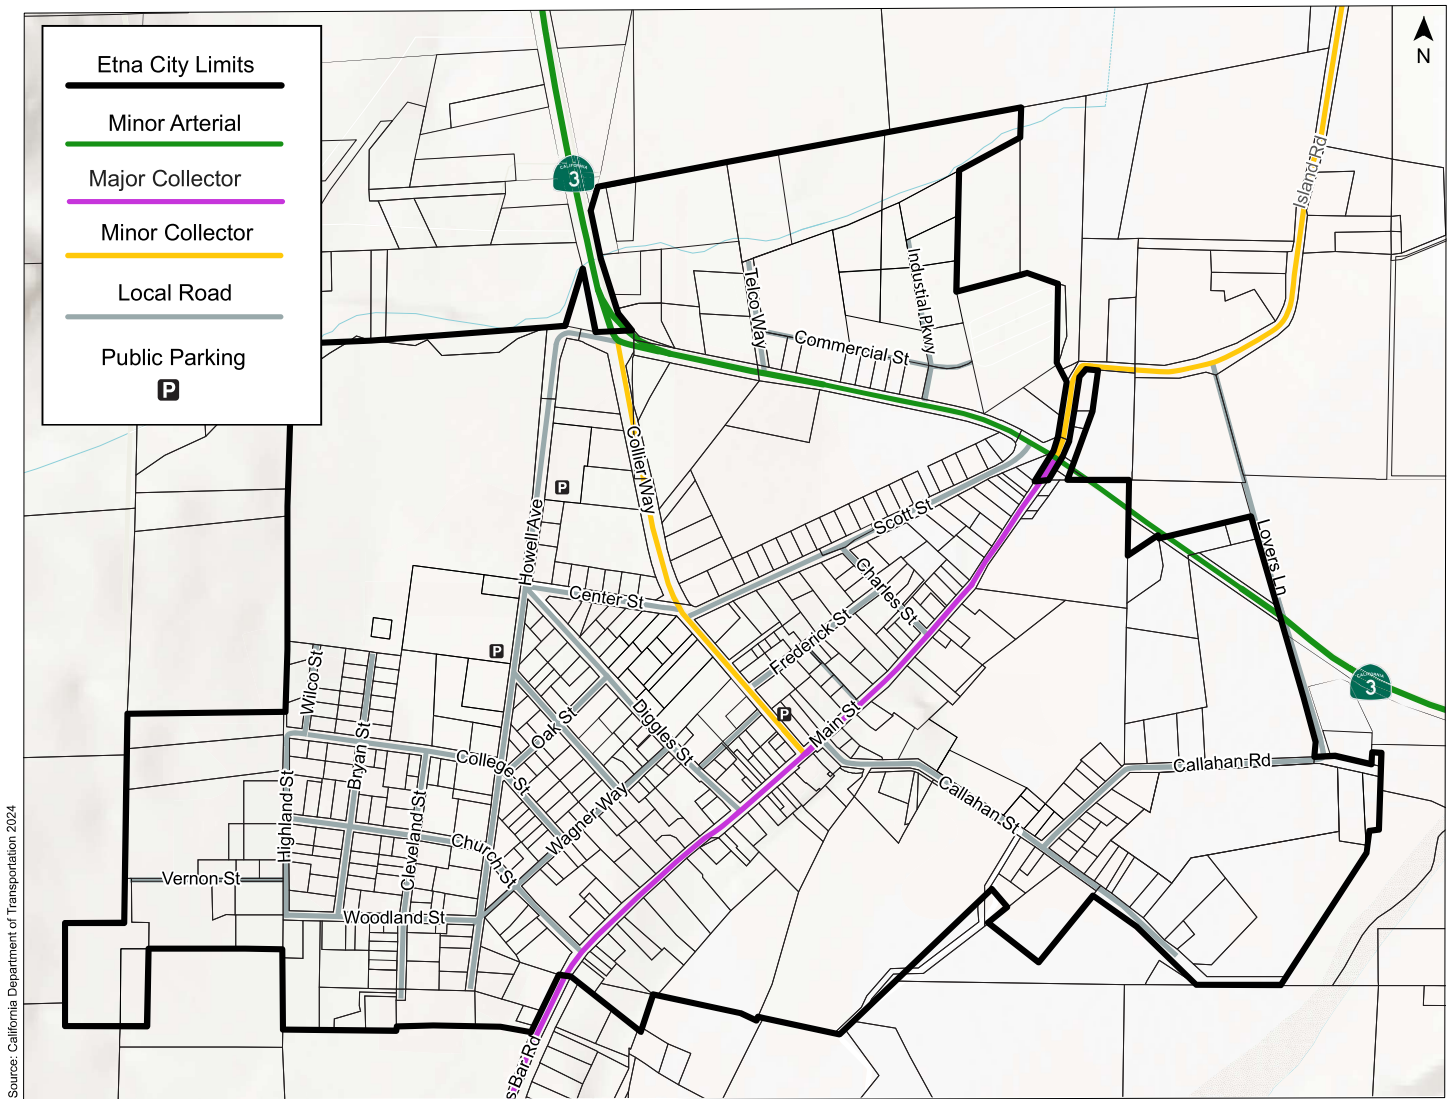 Etna City Limits
Minor Arterial
Major Collector
Minor Collector
Local Road
Public Parking
P
N
CALIFORNIA
3
Island Rd
Telco Way
Industial Pkwy
Commercial St
Collier Way
P
Howell Ave
Scott St
Charles St
Center St
Frederick St
Lovers Ln
P
Wilco St
CALIFORNIA
3
Bryan St
Oak St
Diggles St
P
Main St
College St
Callahan Rd
Highland St
Cleveland St
Wagner Way
Callahan St
Church St
Vernon St
Woodland St
s Bar Rd
Source: California Department of Transportation 2024